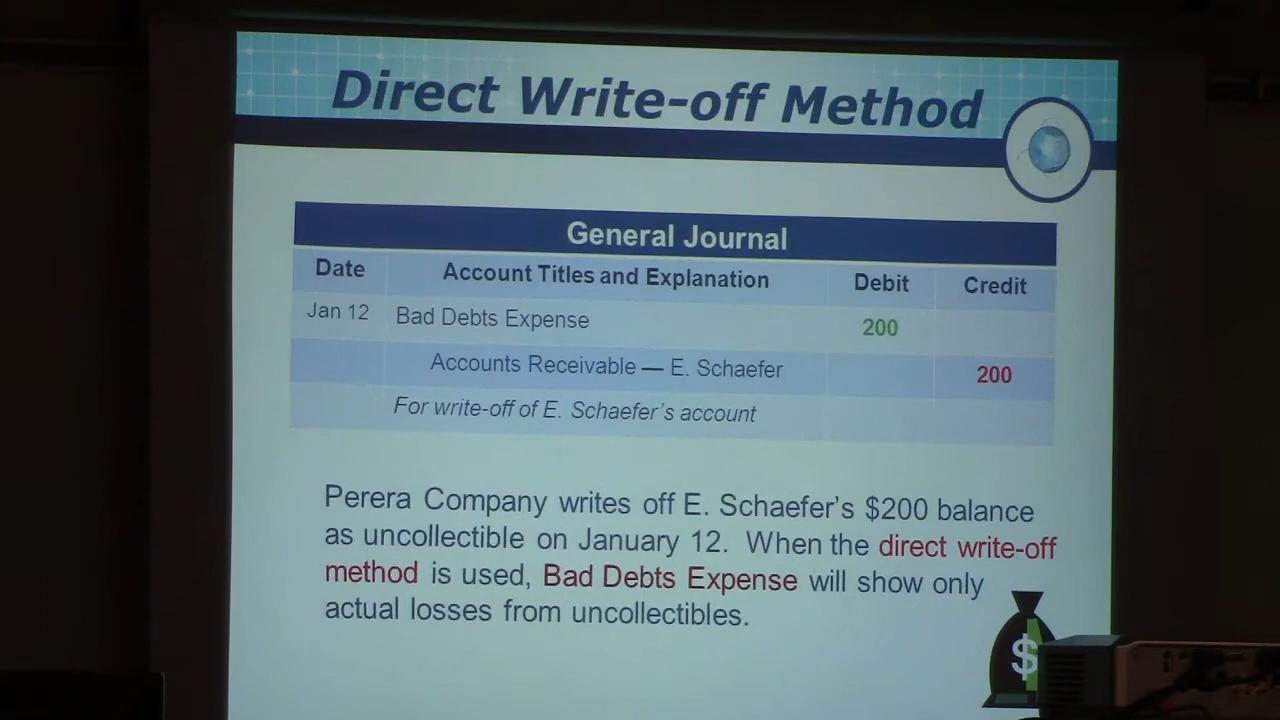 Direct Write-off Method
General Journal
Date Account Titles and Explanation Debit Credit
Jan 12 Bad Debts Expense 200
Accounts Receivable — E. Schaefer 200
For write-off of E. Schaefer's account
Perera Company writes off E. Schaefer's $200 balance
as uncollectible on January 12. When the direct write-off
method is used, Bad Debts Expense will show only
actual losses from uncollectibles.
$